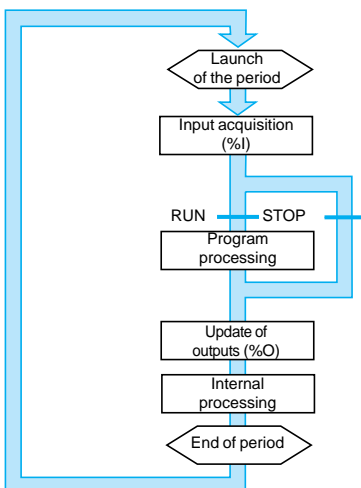 Launch
of the period
Input acquisition
(%I)
RUN
STOP
Program
processing
Update of
outputs (%O)
Internal
processing
End of period